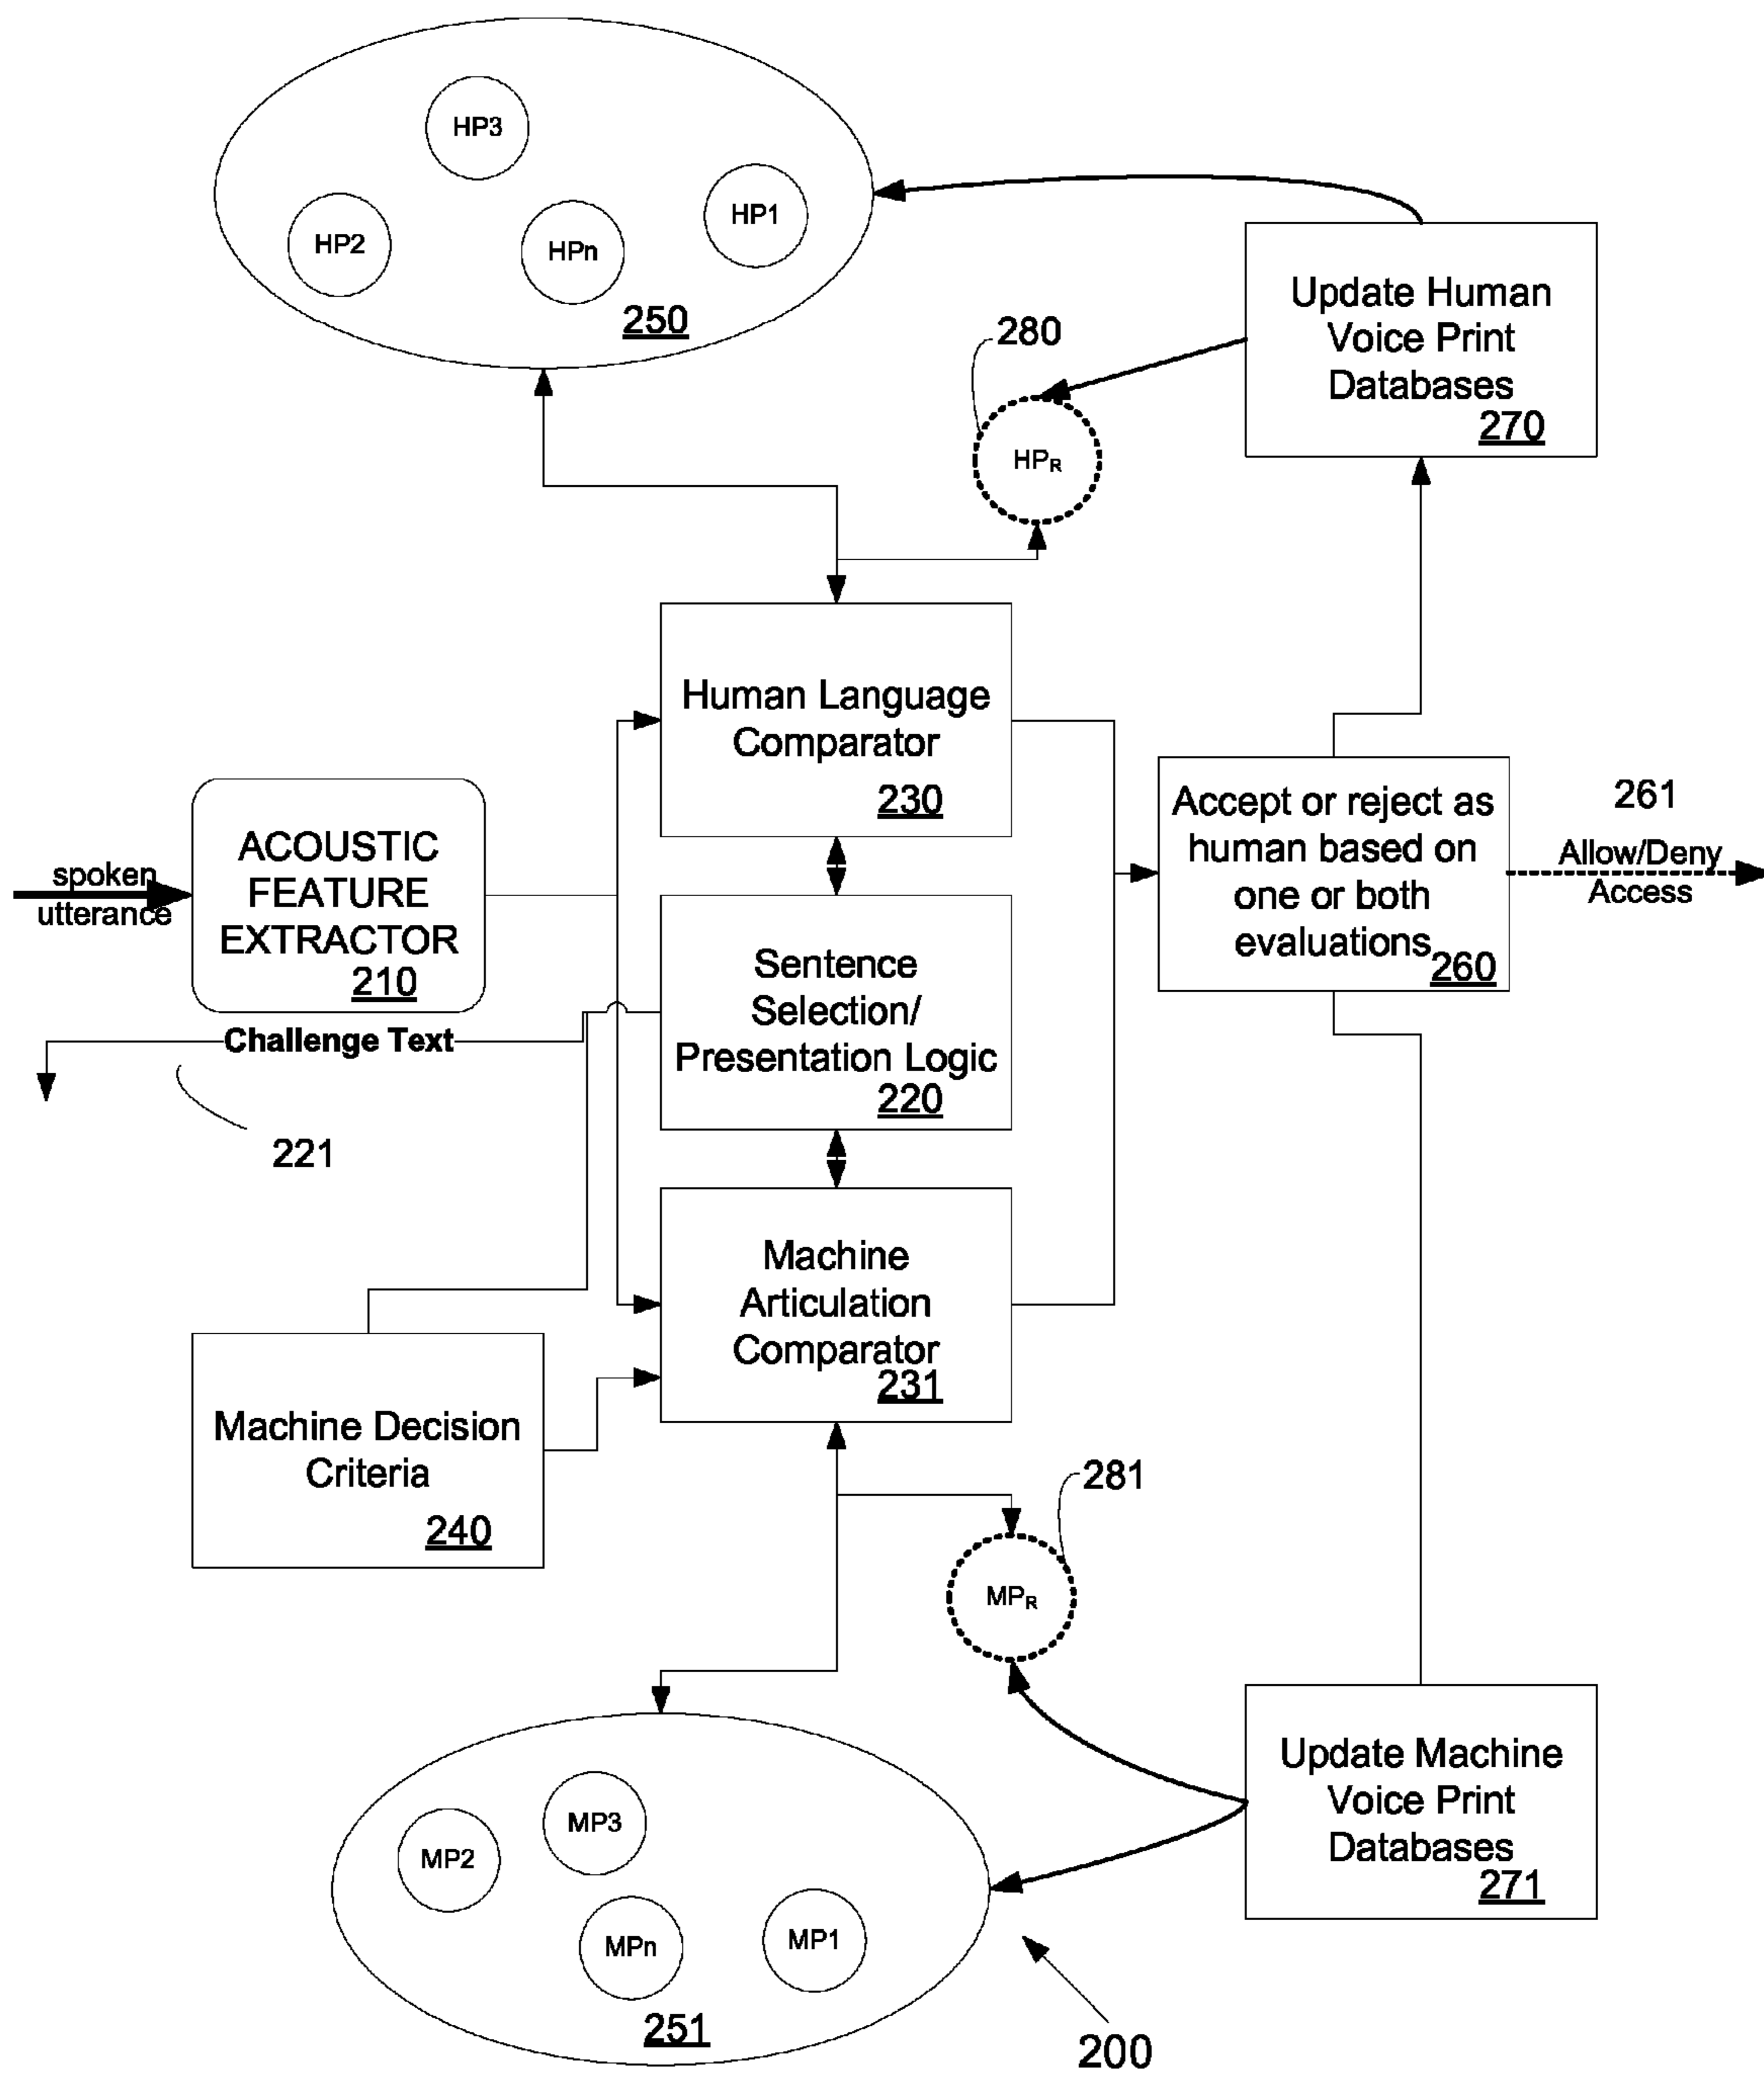 HP3
HP1
HP2
HPn
250
280
Update Human
Voice Print
Databases
270
HPR
Human Language
Comparator
230
spoken
utterance
ACOUSTIC
FEATURE
EXTRACTOR
210
Accept or reject as
human based on
one or both
evaluations
260
261
Allow/Deny
Access
Sentence
Selection/
Presentation Logic
220
Challenge Text
221
Machine
Articulation
Comparator
231
Machine Decision
Criteria
240
281
MPR
Update Machine
Voice Print
Databases
271
MP3
MP2
MPn
MP1
251
200